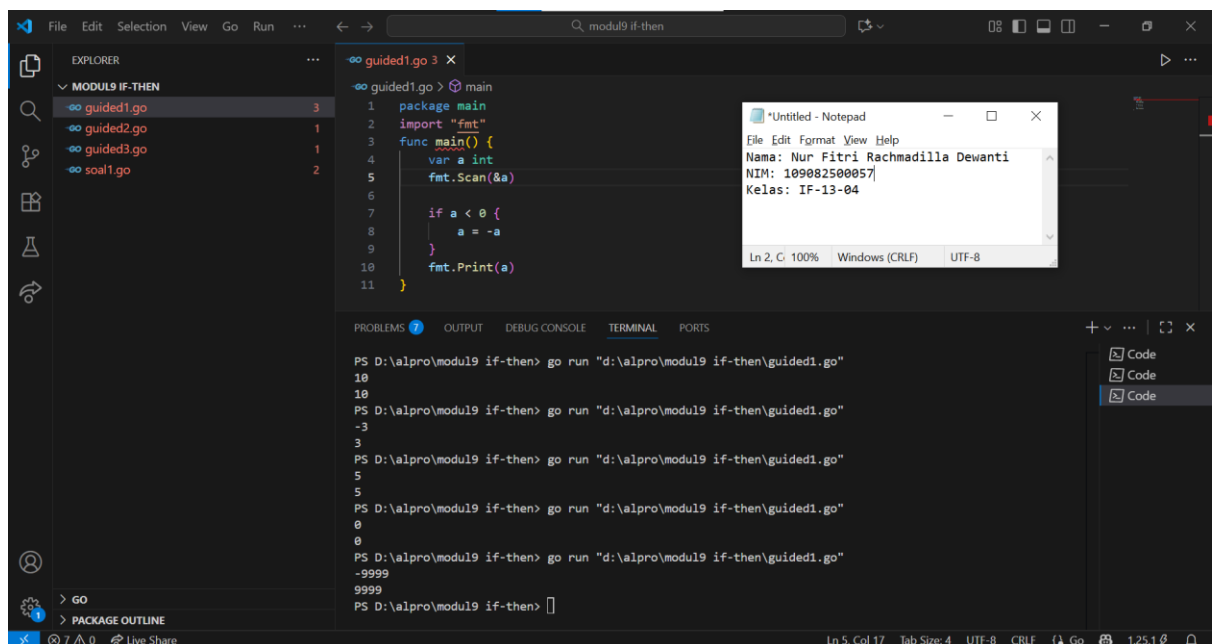 File Edit Selection View Go Run ···
modul9 if-then
EXPLORER ···
MODUL9 IF-THEN
guided1.go 3
guided2.go 1
guided3.go 1
soal1.go 2
GO
PACKAGE OUTLINE
guided1.go 3
guided1.go > main
1 package main
2 import "fmt"
3 func main() {
4 var a int
5 fmt.Scan(&a)
6
7 if a < 0 {
8 a = -a
9 }
10 fmt.Print(a)
11 }
*Untitled - Notepad
File Edit Format View Help
Nama: Nur Fitri Rachmadilla Dewanti
NIM: 109082500057
Kelas: IF-13-04
Ln 2, C 100% Windows (CRLF) UTF-8
PROBLEMS 7 OUTPUT DEBUG CONSOLE TERMINAL PORTS
PS D:\alpro\modul9 if-then> go run "d:\alpro\modul9 if-then\guided1.go"
10
10
PS D:\alpro\modul9 if-then> go run "d:\alpro\modul9 if-then\guided1.go"
-3
3
PS D:\alpro\modul9 if-then> go run "d:\alpro\modul9 if-then\guided1.go"
5
5
PS D:\alpro\modul9 if-then> go run "d:\alpro\modul9 if-then\guided1.go"
0
0
PS D:\alpro\modul9 if-then> go run "d:\alpro\modul9 if-then\guided1.go"
-9999
9999
PS D:\alpro\modul9 if-then>
Code
Code
Code
1
7 0 Live Share
Ln 5, Col 17 Tab Size: 4 UTF-8 CRLF Go 1.25.1